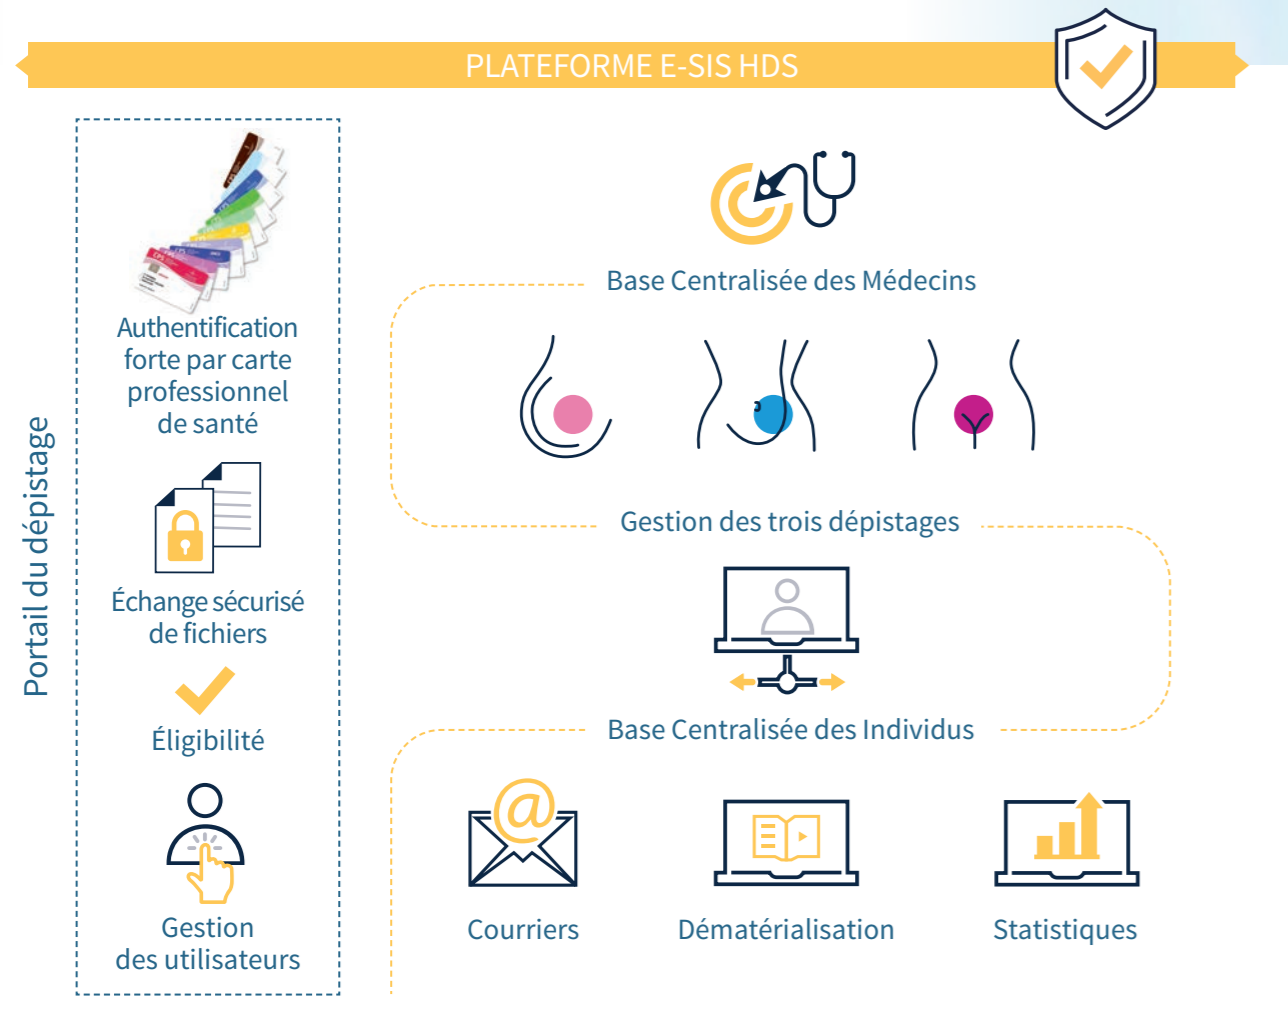 PLATEFORME E-SIS HDS
Portail du dépistage
CPS
Authentification
forte par carte
professionnel
de santé
Échange sécurisé
de fichiers
Éligibilité
Gestion
des utilisateurs
Base Centralisée des Médecins
Gestion des trois dépistages
Base Centralisée des Individus
@
Courriers
Dématérialisation
Statistiques